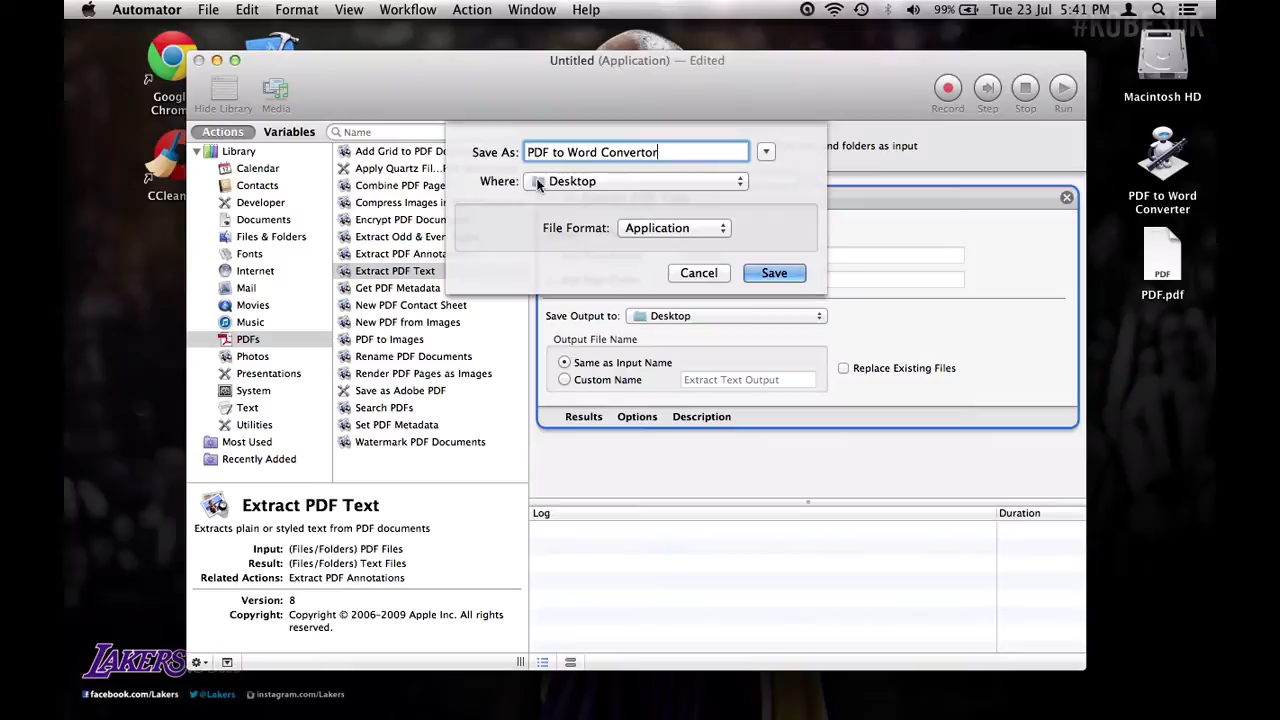 Automator File Edit Format View Workflow Action Window Help 99% Tue 23 Jul 5:41 PM
#KOBE30K
Untitled (Application) — Edited
Hide Library Media Record Step Stop Run
Google
Chrom
CClean
Macintosh HD
PDF to Word
Converter
PDF
PDF.pdf
Actions Variables Name
nd folders as input
Library
Calendar
Contacts
Developer
Documents
Files & Folders
Fonts
Internet
Mail
Movies
Music
PDFs
Photos
Presentations
System
Text
Utilities
Most Used
Recently Added
Add Grid to PDF Do
Apply Quartz Fil...
Combine PDF Page
Compress Images in
Encrypt PDF Docum
Extract Odd & Even
Extract PDF Annota
Extract PDF Text
Get PDF Metadata
New PDF Contact Sheet
New PDF from Images
PDF to Images
Rename PDF Documents
Render PDF Pages as Images
Save as Adobe PDF
Search PDFs
Set PDF Metadata
Watermark PDF Documents
Save As: PDF to Word Convertor
Where: Desktop
File Format: Application
Cancel Save
Save Output to: Desktop
Output File Name
Same as Input Name
Custom Name Extract Text Output
Replace Existing Files
Results Options Description
Log Duration
Extract PDF Text
Extracts plain or styled text from PDF documents
Input: (Files/Folders) PDF Files
Result: (Files/Folders) Text Files
Related Actions: Extract PDF Annotations
Version: 8
Copyright: Copyright © 2006-2009 Apple Inc. All rights
reserved.
LAKERS
facebook.com/Lakers @Lakers instagram.com/Lakers